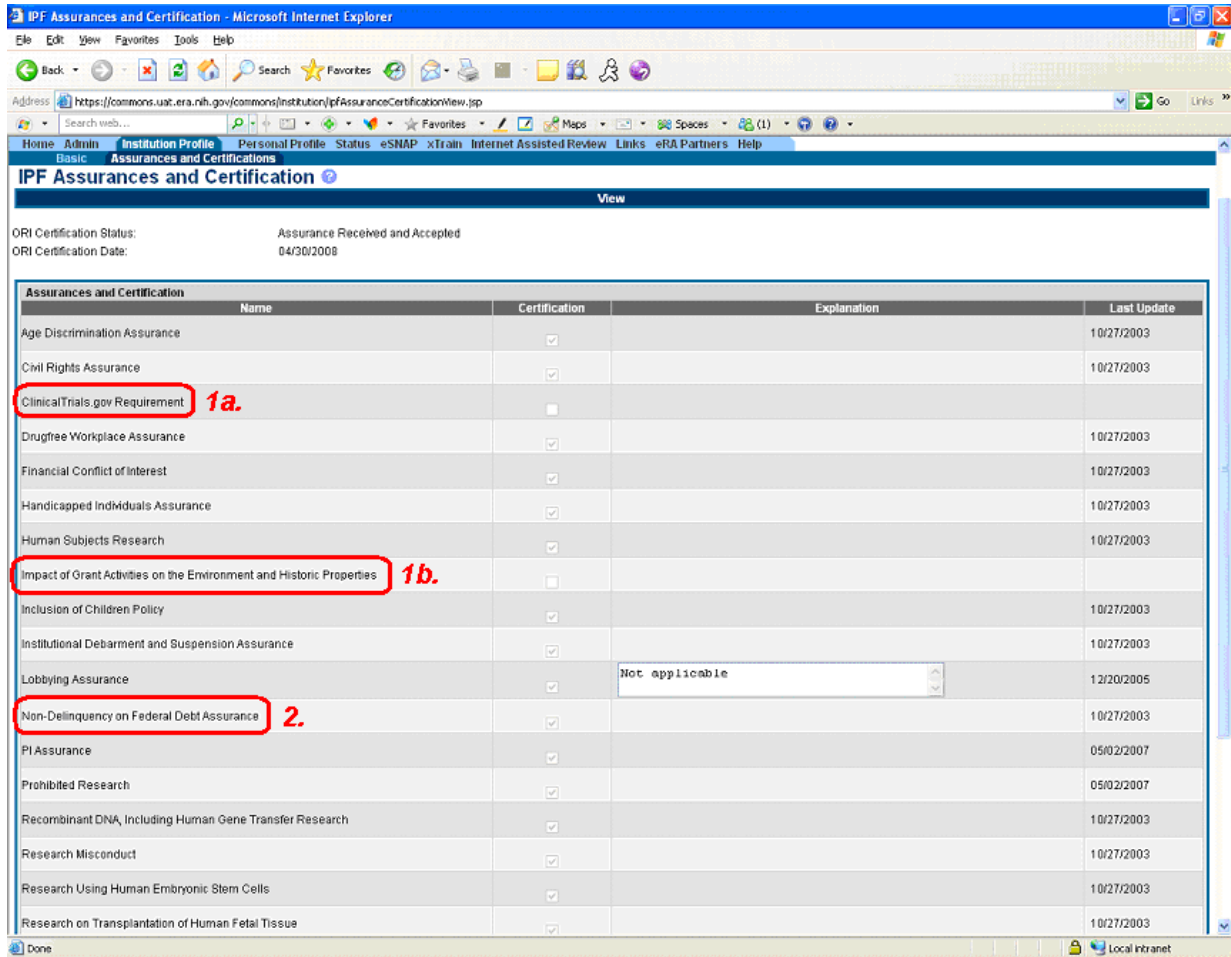 IPF Assurances and Certification - Microsoft Internet Explorer
File Edit View Favorites Tools Help
Back Search Favorites
Address https://commons.uat.era.nih.gov/commons/institution/ipfAssuranceCertificationView.jsp Go Links »
Search web... Favorites Maps Spaces (1)
Home Admin Institution Profile Personal Profile Status eSNAP xTrain Internet Assisted Review Links eRA Partners Help
Basic Assurances and Certifications
IPF Assurances and Certification ?
View
ORI Certification Status: Assurance Received and Accepted
ORI Certification Date: 04/30/2008
Assurances and Certification
Name Certification Explanation Last Update
Age Discrimination Assurance 10/27/2003
Civil Rights Assurance 10/27/2003
ClinicalTrials.gov Requirement 1a.
Drugfree Workplace Assurance 10/27/2003
Financial Conflict of Interest 10/27/2003
Handicapped Individuals Assurance 10/27/2003
Human Subjects Research 10/27/2003
Impact of Grant Activities on the Environment and Historic Properties 1b.
Inclusion of Children Policy 10/27/2003
Institutional Debarment and Suspension Assurance 10/27/2003
Lobbying Assurance Not applicable 12/20/2005
Non-Delinquency on Federal Debt Assurance 2. 10/27/2003
PI Assurance 05/02/2007
Prohibited Research 05/02/2007
Recombinant DNA, Including Human Gene Transfer Research 10/27/2003
Research Misconduct 10/27/2003
Research Using Human Embryonic Stem Cells 10/27/2003
Research on Transplantation of Human Fetal Tissue 10/27/2003
Done Local intranet